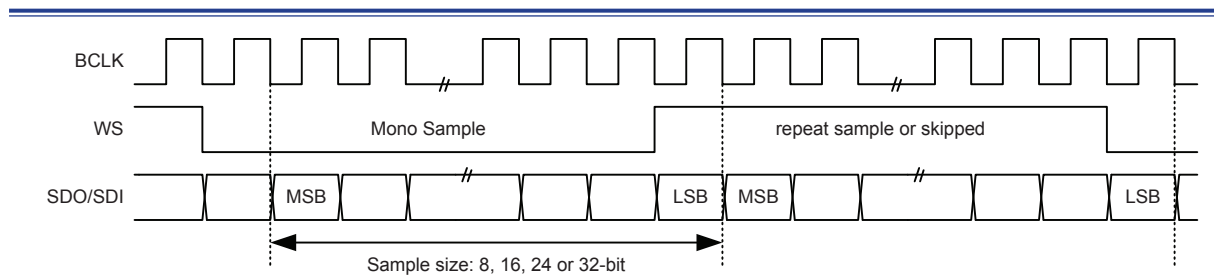 BCLK
WS
Mono Sample
repeat sample or skipped
SDO/SDI
MSB
LSB
MSB
LSB
Sample size: 8, 16, 24 or 32-bit